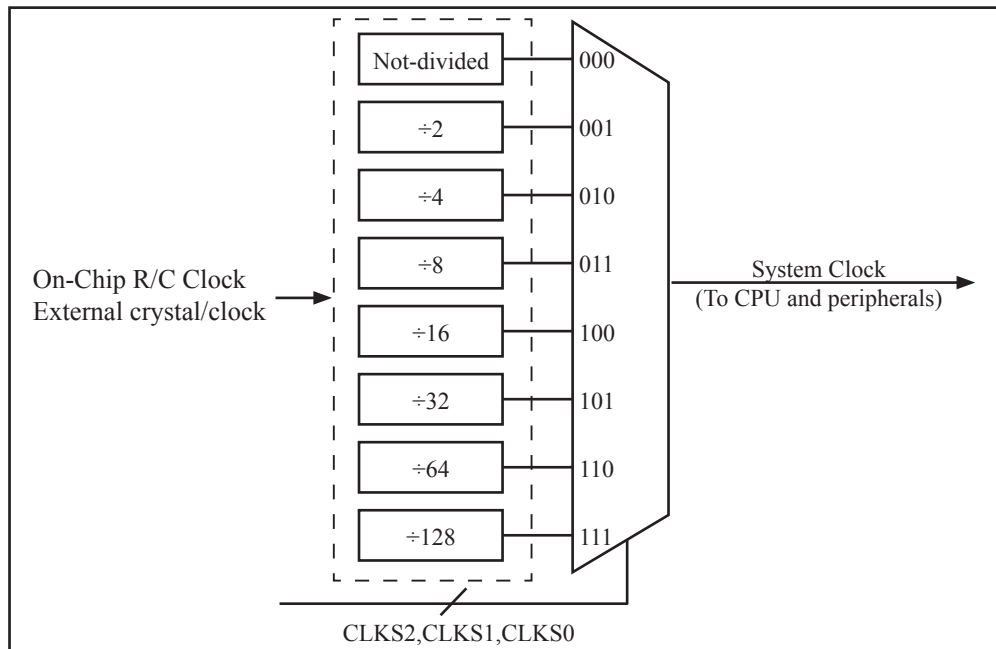 Not-divided
÷2
÷4
÷8
÷16
÷32
÷64
÷128
000
001
010
011
100
101
110
111
On-Chip R/C Clock
External crystal/clock
System Clock
(To CPU and peripherals)
CLKS2,CLKS1,CLKS0